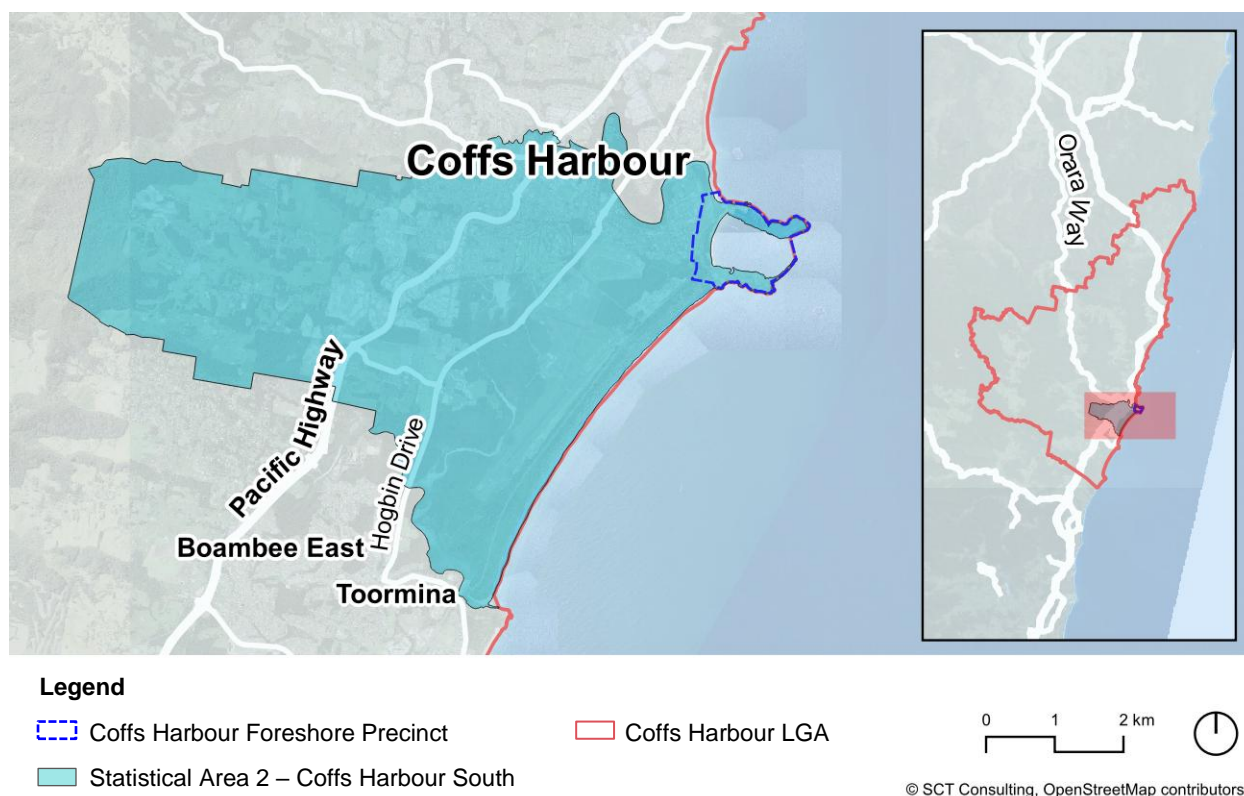 Coffs Harbour
Orara Way
Pacific Highway
Hogbin Drive
Boambee East
Toormina
Legend
Coffs Harbour Foreshore Precinct
Coffs Harbour LGA
Statistical Area 2 – Coffs Harbour South
0 1 2 km
© SCT Consulting, OpenStreetMap contributors